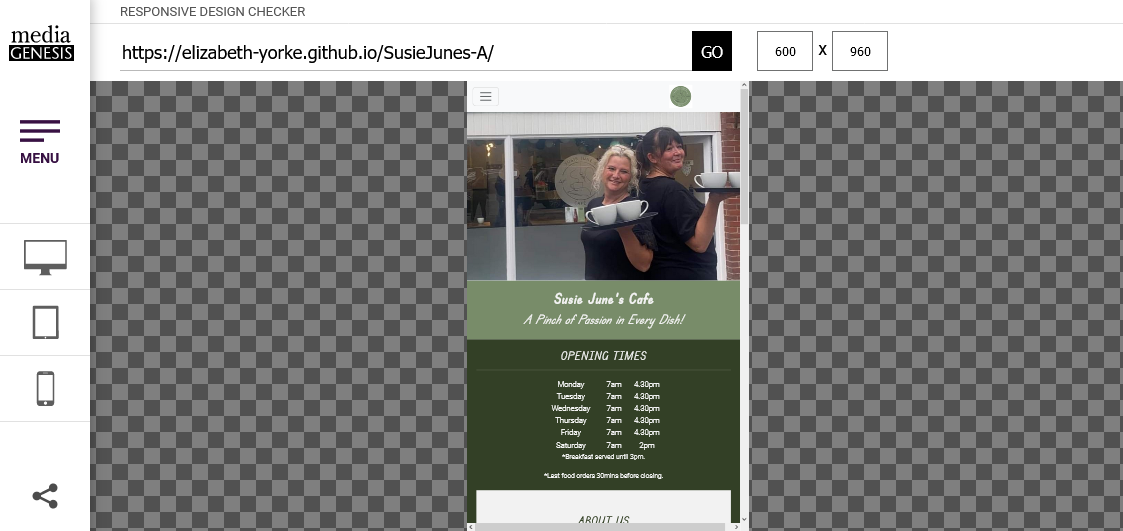 RESPONSIVE DESIGN CHECKER
media
GENESIS
https://elizabeth-yorke.github.io/SusieJunes-A/
GO
600
X
960
MENU
Susie June's Cafe
A Pinch of Passion in Every Dish!
OPENING TIMES
Monday 7am 4.30pm
Tuesday 7am 4.30pm
Wednesday 7am 4.30pm
Thursday 7am 4.30pm
Friday 7am 4.30pm
Saturday 7am 2pm
*Breakfast served until 3pm.
*Last food orders 30mins before closing.
ABOUT US